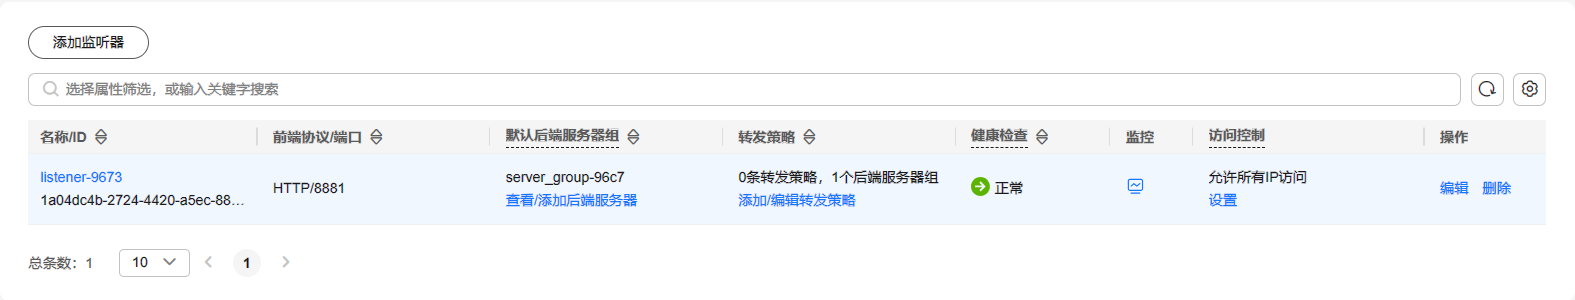 添加监听器
选择属性筛选，或输入关键字搜索
名称/ID 前端协议/端口 默认后端服务器组 转发策略 健康检查 监控 访问控制 操作
listener-9673 server_group-96c7 0条转发策略，1个后端服务器组 允许所有IP访问
HTTP/8881 正常 编辑 删除
1a04dc4b-2724-4420-a5ec-88... 查看/添加后端服务器 添加/编辑转发策略 设置
总条数：1 10 1